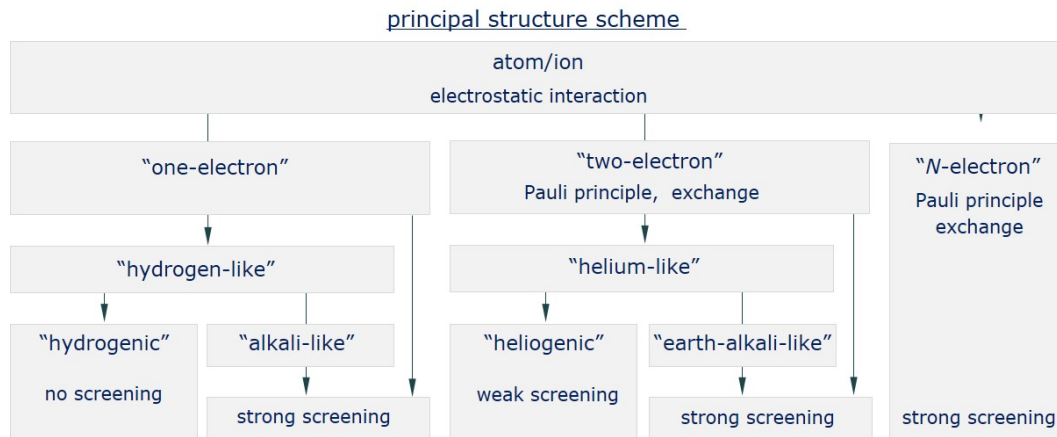 principal structure scheme
atom/ion
electrostatic interaction
“one-electron”
“two-electron”
Pauli principle, exchange
“N-electron”
Pauli principle
exchange
“hydrogen-like”
“helium-like”
“hydrogenic”
no screening
“alkali-like”
strong screening
“heliogenic”
weak screening
“earth-alkali-like”
strong screening
strong screening